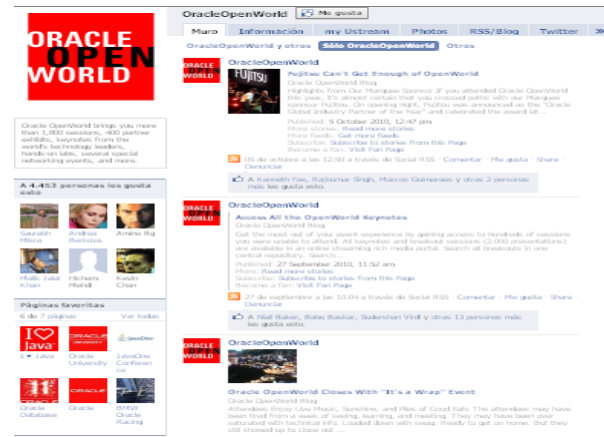 ORACLE
OPEN
WORLD
OracleOpenWorld brings you more
than 1,800 sessions, 400 partner
exhibits, keynotes from the
world's technology leaders,
hands-on labs, several special
networking events, and more.
A 4.453 personas les gusta
esto
Saurabh
Misra
Andrea
Berkova
Amine Bq
Malik Jalal
Khan
Hichem
Mehdi
Kevin
Chan
Páginas favoritas
6 de 7 páginas
Ver todas
I ♥ Java
Oracle
University
JavaOne
Conferen
ce
Oracle
Database
Oracle
BMW
Oracle
Racing
OracleOpenWorld
Me gusta
Muro
Información
my Ustream
Photos
RSS/Blog
Twitter
»
OracleOpenWorld y otros
Sólo OracleOpenWorld
Otros
ORACLE
OPEN
WORLD
OracleOpenWorld
FUJITSU
Fujitsu Can't Get Enough of OpenWorld
Oracle OpenWorld Blog
Highlights from Our Marquee Sponsor If you attended Oracle OpenWorld
this year, it's almost certain that you crossed paths with our Marquee
sponsor Fujitsu. On opening night, Fujitsu was announced as the "Oracle
Global Industry Partner of the Year" and celebrated the award at...
Published: 5 October 2010, 12:47 pm
More stories: Read more stories
More feeds: Get more feeds
Subscribe: Subscribe to stories from this Page
Become a fan: Visit Fan Page
05 de octubre a las 12:50 a través de Social RSS · Comentar · Me gusta · Share ·
Denunciar
A Kenneth Fax, Rajkumar Singh, Marcos Guimaraes y otras 2 personas
más les gusta esto.
ORACLE
OPEN
WORLD
OracleOpenWorld
Access All the OpenWorld Keynotes
Oracle OpenWorld Blog
Get the most out of your event experience by gaining access to hundreds of sessions
you were unable to attend. All keynotes and breakout sessions (2,000 presentations)
are available in an online streaming rich media portal. Search all breakouts in one
central repository. Search...
Published: 27 September 2010, 11:52 am
More: Read more stories
Subscribe: Subscribe to stories from this Page
Become a fan: Visit Fan Page
27 de septiembre a las 10:04 a través de Social RSS · Comentar · Me gusta · Share ·
Denunciar
A Niall Baker, Babu Baskar, Sudershan Virdi y otras 13 personas más
les gusta esto.
ORACLE
OPEN
WORLD
OracleOpenWorld
Oracle OpenWorld Closes With "It's a Wrap" Event
Oracle OpenWorld Blog
Attendees Enjoy Live Music, Sunshine, and Piles of Good Eats The attendees may have
been tired from a week of seeing, learning, and meeting. They may have been over
saturated with technical info. Loaded down with swag. Ready to get on home. But they
still showed up to close out ...